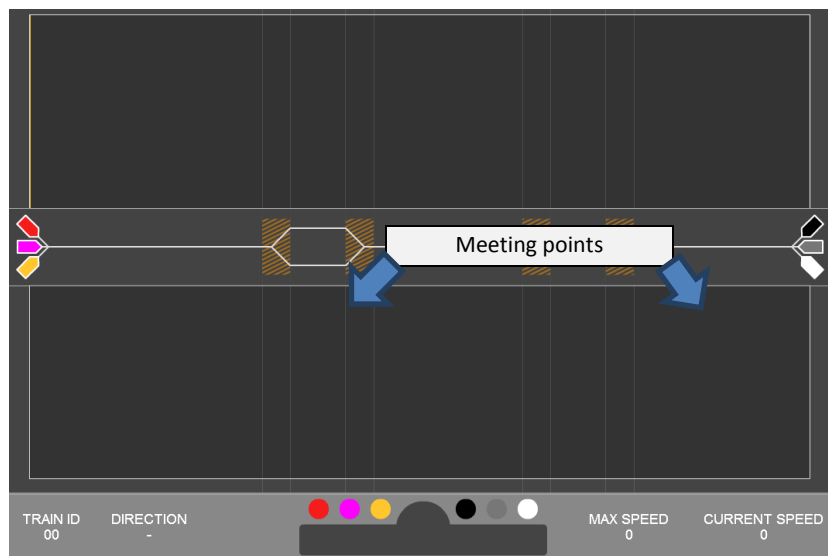 Meeting points
TRAIN ID
00
DIRECTION
-
MAX SPEED
0
CURRENT SPEED
0